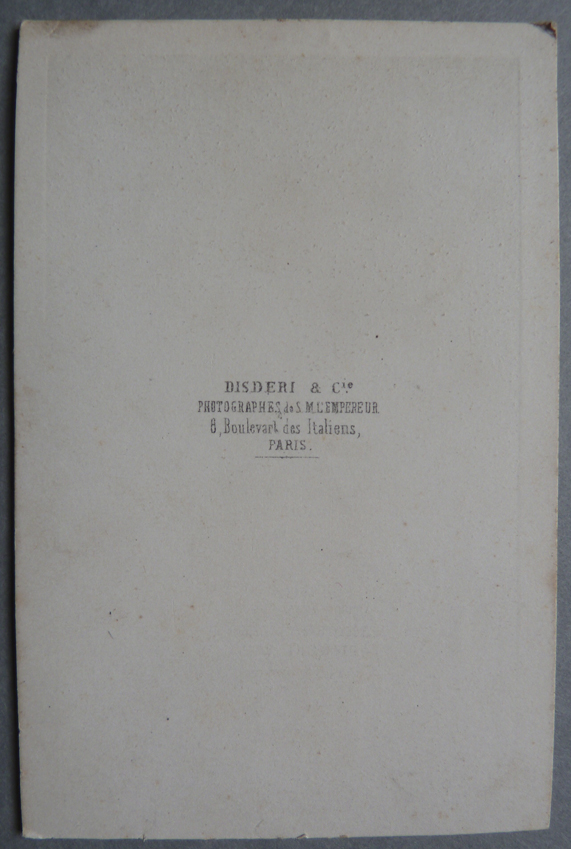 DISDERI & Cie
PHOTOGRAPHES de S. M. L'EMPEREUR
8, Boulevart des Italiens,
PARIS.